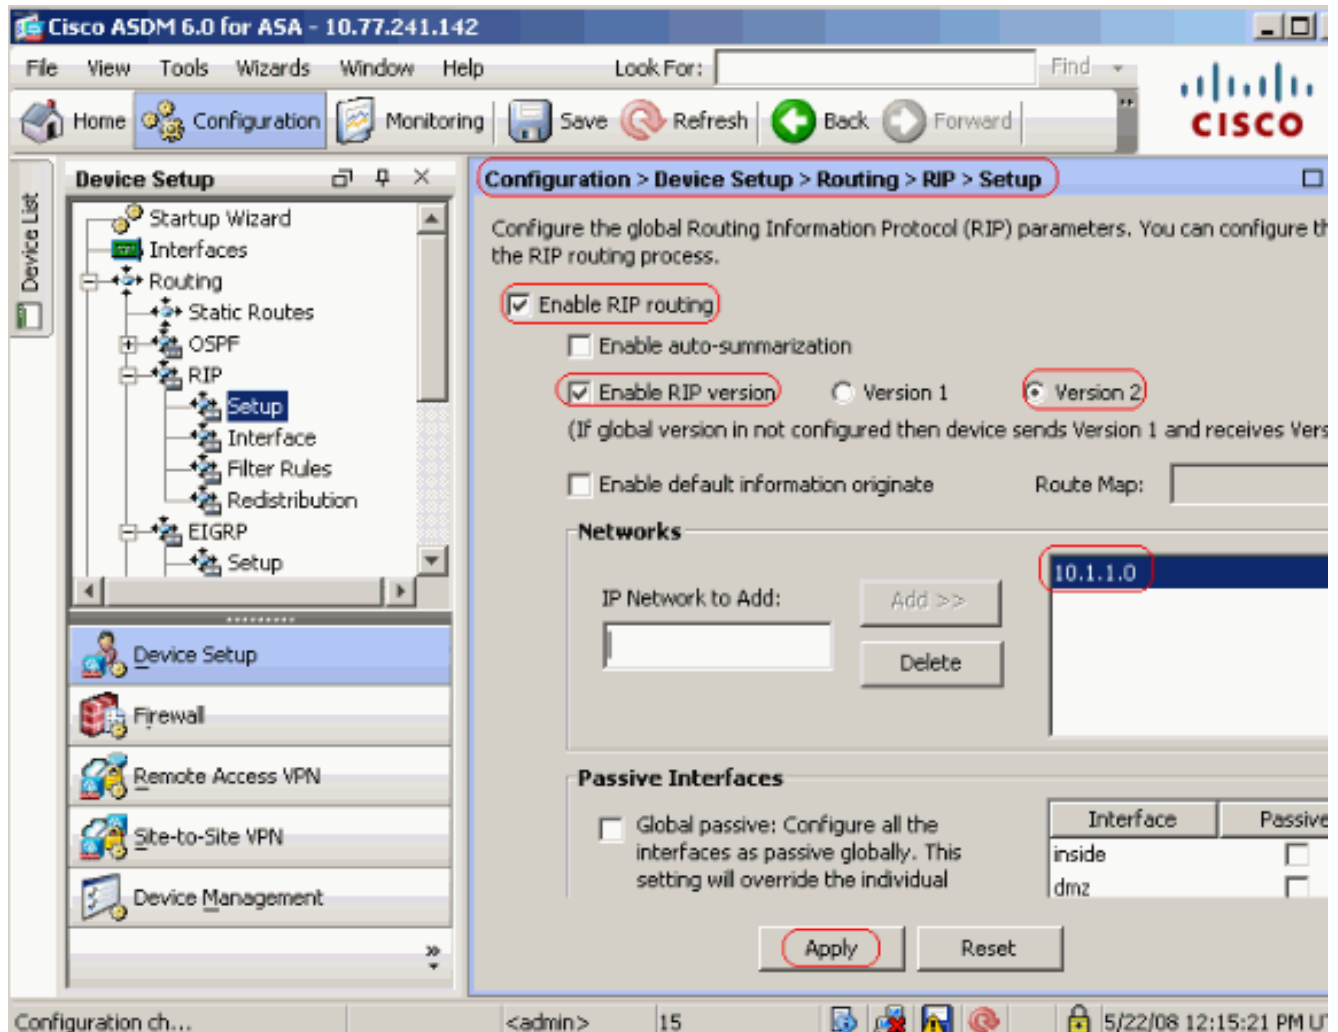 Cisco ASDM 6.0 for ASA - 10.77.241.142
File View Tools Wizards Window Help Look For: Find
Home Configuration Monitoring Save Refresh Back Forward
CISCO
Device List
Device Setup
Startup Wizard
Interfaces
Routing
Static Routes
OSPF
RIP
Setup
Interface
Filter Rules
Redistribution
EIGRP
Setup
Device Setup
Firewall
Remote Access VPN
Site-to-Site VPN
Device Management
Configuration > Device Setup > Routing > RIP > Setup
Configure the global Routing Information Protocol (RIP) parameters. You can configure
the RIP routing process.
Enable RIP routing
Enable auto-summarization
Enable RIP version Version 1 Version 2
(If global version in not configured then device sends Version 1 and receives
Enable default information originate Route Map:
Networks
IP Network to Add:
Add >>
Delete
10.1.1.0
Passive Interfaces
Global passive: Configure all the
interfaces as passive globally. This
setting will override the individual
Interface Passive
inside
dmz
Apply Reset
Configuration ch... <admin> 15 5/22/08 12:15:21 PM